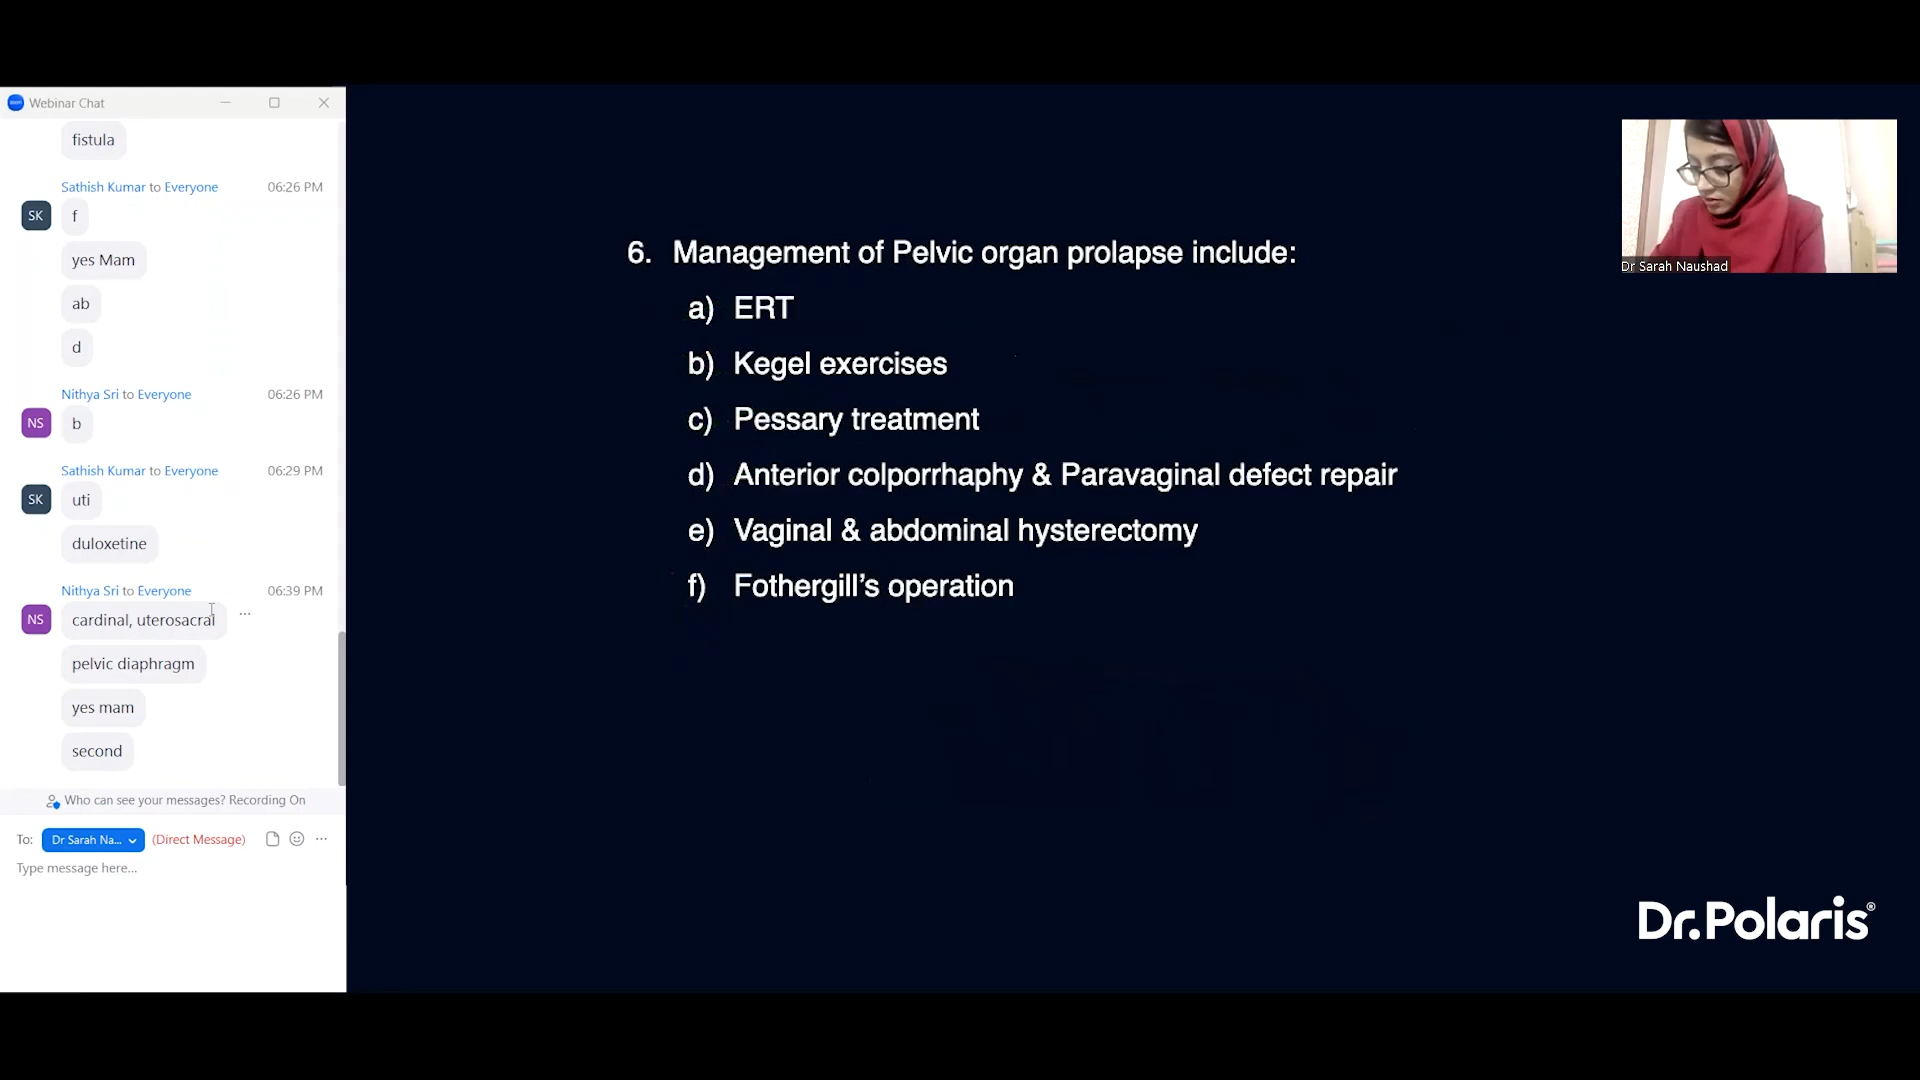 Webinar Chat
fistula
Sathish Kumar to Everyone 06:26 PM
SK
f
yes Mam
ab
d
Nithya Sri to Everyone 06:26 PM
NS
b
Sathish Kumar to Everyone 06:29 PM
SK
uti
duloxetine
Nithya Sri to Everyone 06:39 PM
NS
cardinal, uterosacral
pelvic diaphragm
yes mam
second
Who can see your messages? Recording On
To: Dr Sarah Na... (Direct Message)
Type message here...
6. Management of Pelvic organ prolapse include:
a) ERT
b) Kegel exercises
c) Pessary treatment
d) Anterior colporrhaphy & Paravaginal defect repair
e) Vaginal & abdominal hysterectomy
f) Fothergill’s operation
Dr Sarah Naushad
Dr.Polaris®